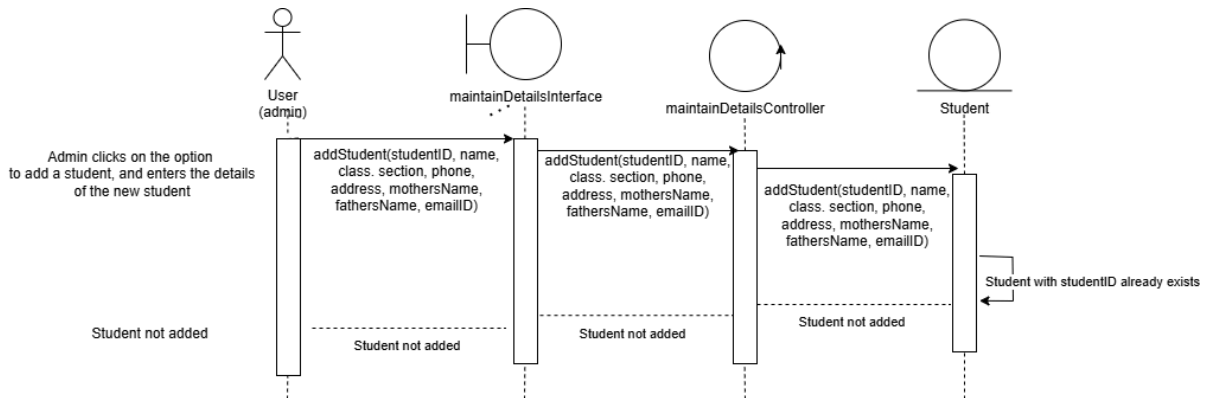 User
(admin)
maintainDetailsInterface
maintainDetailsController
Student
Admin clicks on the option
to add a student, and enters the details
of the new student
addStudent(studentID, name,
class. section, phone,
address, mothersName,
fathersName, emailID)
addStudent(studentID, name,
class. section, phone,
address, mothersName,
fathersName, emailID)
addStudent(studentID, name,
class. section, phone,
address, mothersName,
fathersName, emailID)
Student with studentID already exists
Student not added
Student not added
Student not added
Student not added